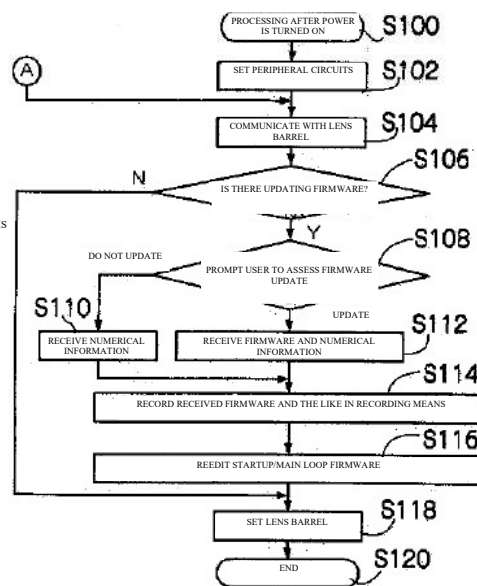 PROCESSING AFTER POWER
IS TURNED ON
S100
A
SET PERIPHERAL CIRCUITS
S102
COMMUNICATE WITH LENS
BARREL
S104
S106
N
IS THERE UPDATING FIRMWARE?
Y
S108
DO NOT UPDATE
PROMPT USER TO ASSESS FIRMWARE
UPDATE
S110
UPDATE
S112
RECEIVE NUMERICAL
INFORMATION
RECEIVE FIRMWARE AND NUMERICAL
INFORMATION
S114
RECORD RECEIVED FIRMWARE AND THE LIKE IN RECORDING MEANS
S116
REEDIT STARTUP/MAIN LOOP FIRMWARE
SET LENS BARREL
S118
END
S120